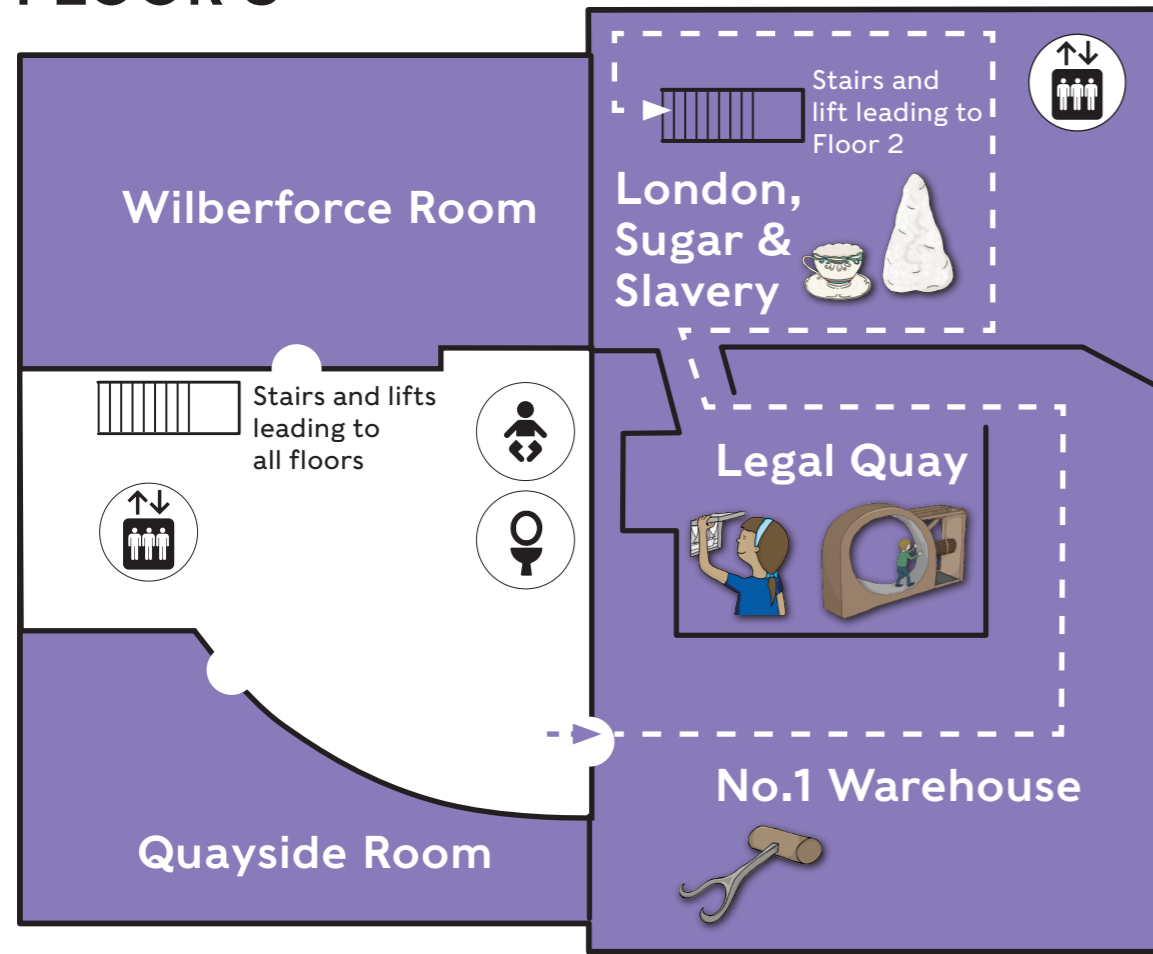 Stairs and
lift leading to
Floor 2
Wilberforce Room
London,
Sugar &
Slavery
Stairs and lifts
leading to
all floors
Legal Quay
No.1 Warehouse
Quayside Room